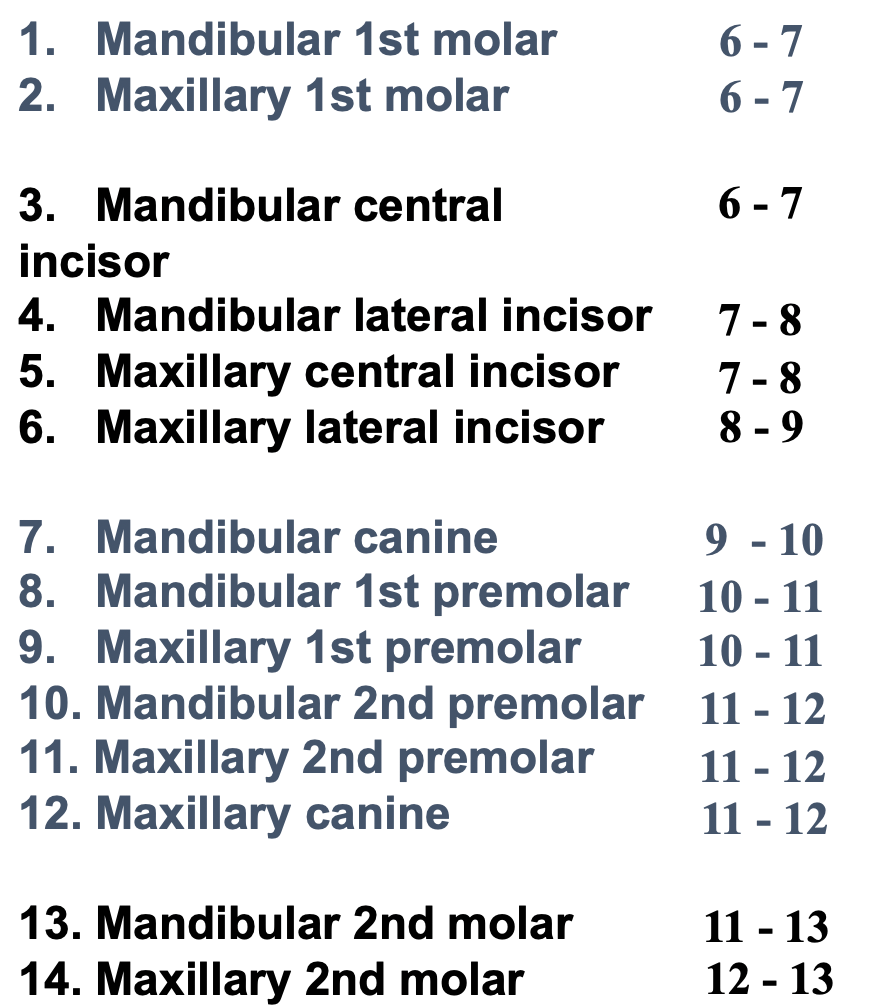 1. Mandibular 1st molar 6 - 7
2. Maxillary 1st molar 6 - 7
3. Mandibular central 6 - 7
incisor
4. Mandibular lateral incisor 7 - 8
5. Maxillary central incisor 7 - 8
6. Maxillary lateral incisor 8 - 9
7. Mandibular canine 9 - 10
8. Mandibular 1st premolar 10 - 11
9. Maxillary 1st premolar 10 - 11
10. Mandibular 2nd premolar 11 - 12
11. Maxillary 2nd premolar 11 - 12
12. Maxillary canine 11 - 12
13. Mandibular 2nd molar 11 - 13
14. Maxillary 2nd molar 12 - 13